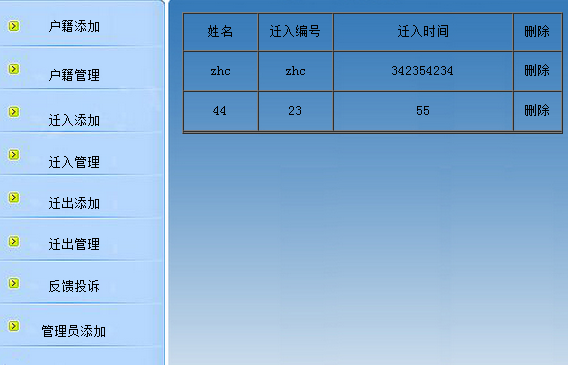 户籍添加
户籍管理
迁入添加
迁入管理
迁出添加
迁出管理
反馈投诉
管理员添加
姓名 迁入编号 迁入时间 删除
zhc zhc 342354234 删除
44 23 55 删除